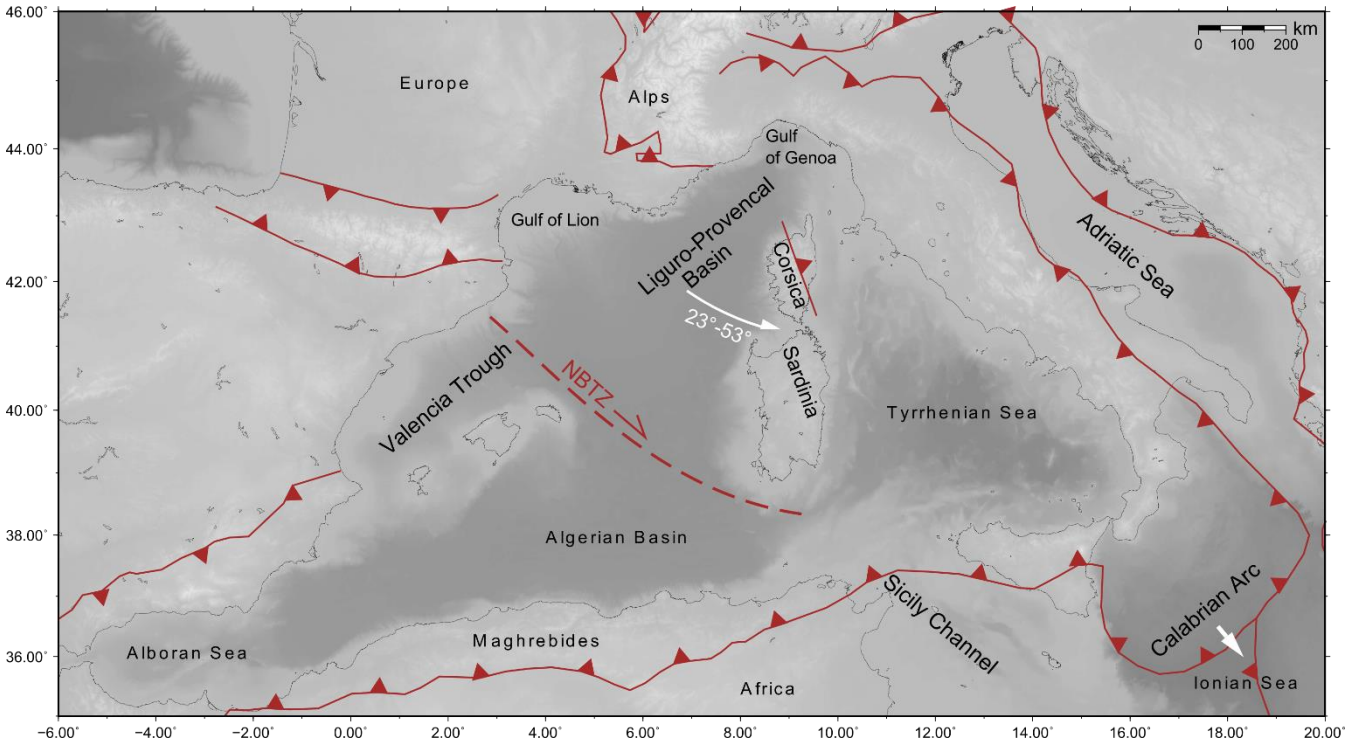 46.00°
44.00°
42.00°
40.00°
38.00°
36.00°
km
0 100 200
Europe
Alps
Gulf
of Genoa
Gulf of Lion
Liguro-Provencal
Basin
Corsica
Adriatic Sea
23°-53°
Sardinia
Valencia Trough
NBTZ
Tyrrhenian Sea
Algerian Basin
Sicily Channel
Calabrian Arc
Maghrebides
Alboran Sea
Africa
Ionian Sea
−6.00° −4.00° −2.00° 0.00° 2.00° 4.00° 6.00° 8.00° 10.00° 12.00° 14.00° 16.00° 18.00° 20.00°